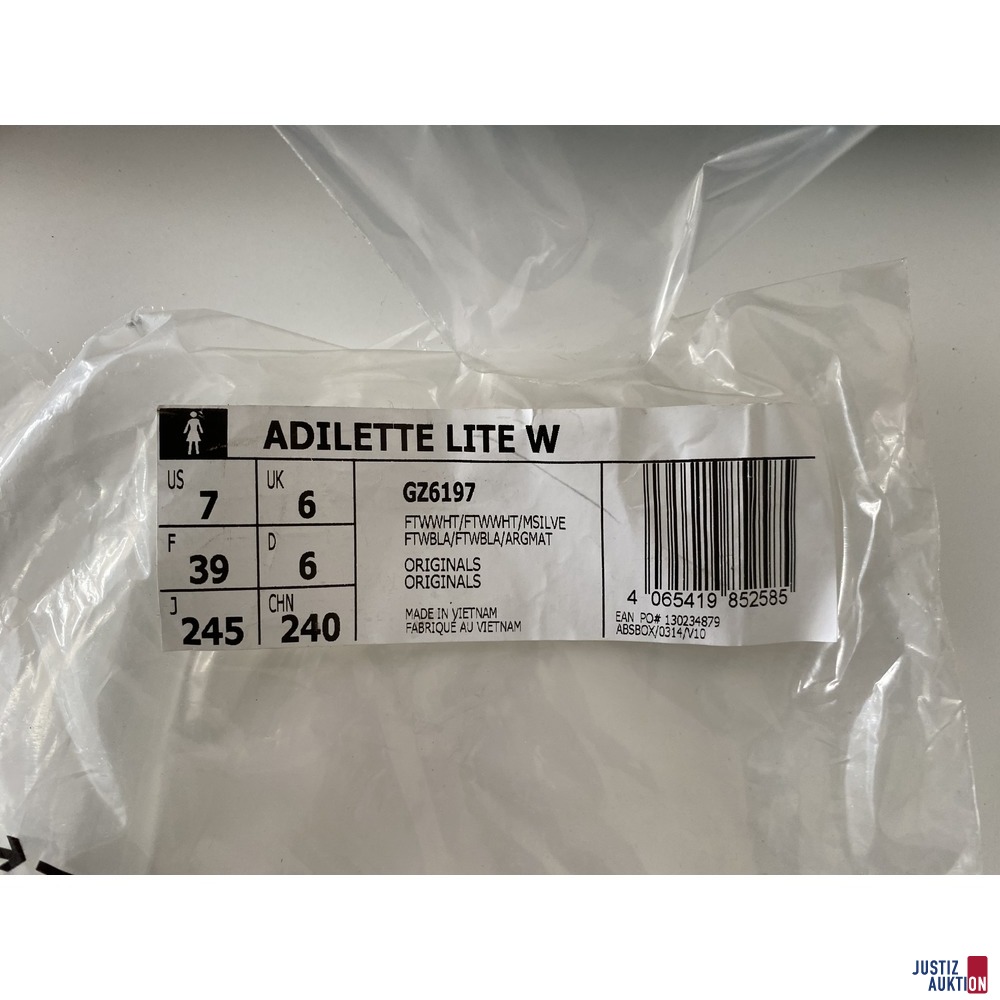 ADILETTE LITE W
US 7 UK 6
F 39 D 6
J 245 CHN 240
GZ6197
FTWWHT/FTWWHT/MSILVE
FTWBLA/FTWBLA/ARGMAT
ORIGINALS
ORIGINALS
MADE IN VIETNAM
FABRIQUÉ AU VIETNAM
4 065419 852585
EAN PO# 130234879
ABSBOX/0314/V10
JUSTIZ
AUKTION